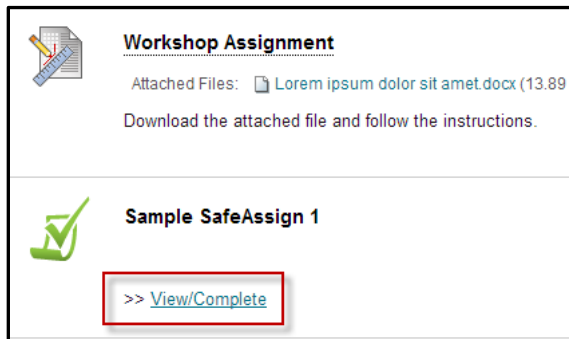 Workshop Assignment
Attached Files: Lorem ipsum dolor sit amet.docx (13.89
Download the attached file and follow the instructions.
Sample SafeAssign 1
>> View/Complete